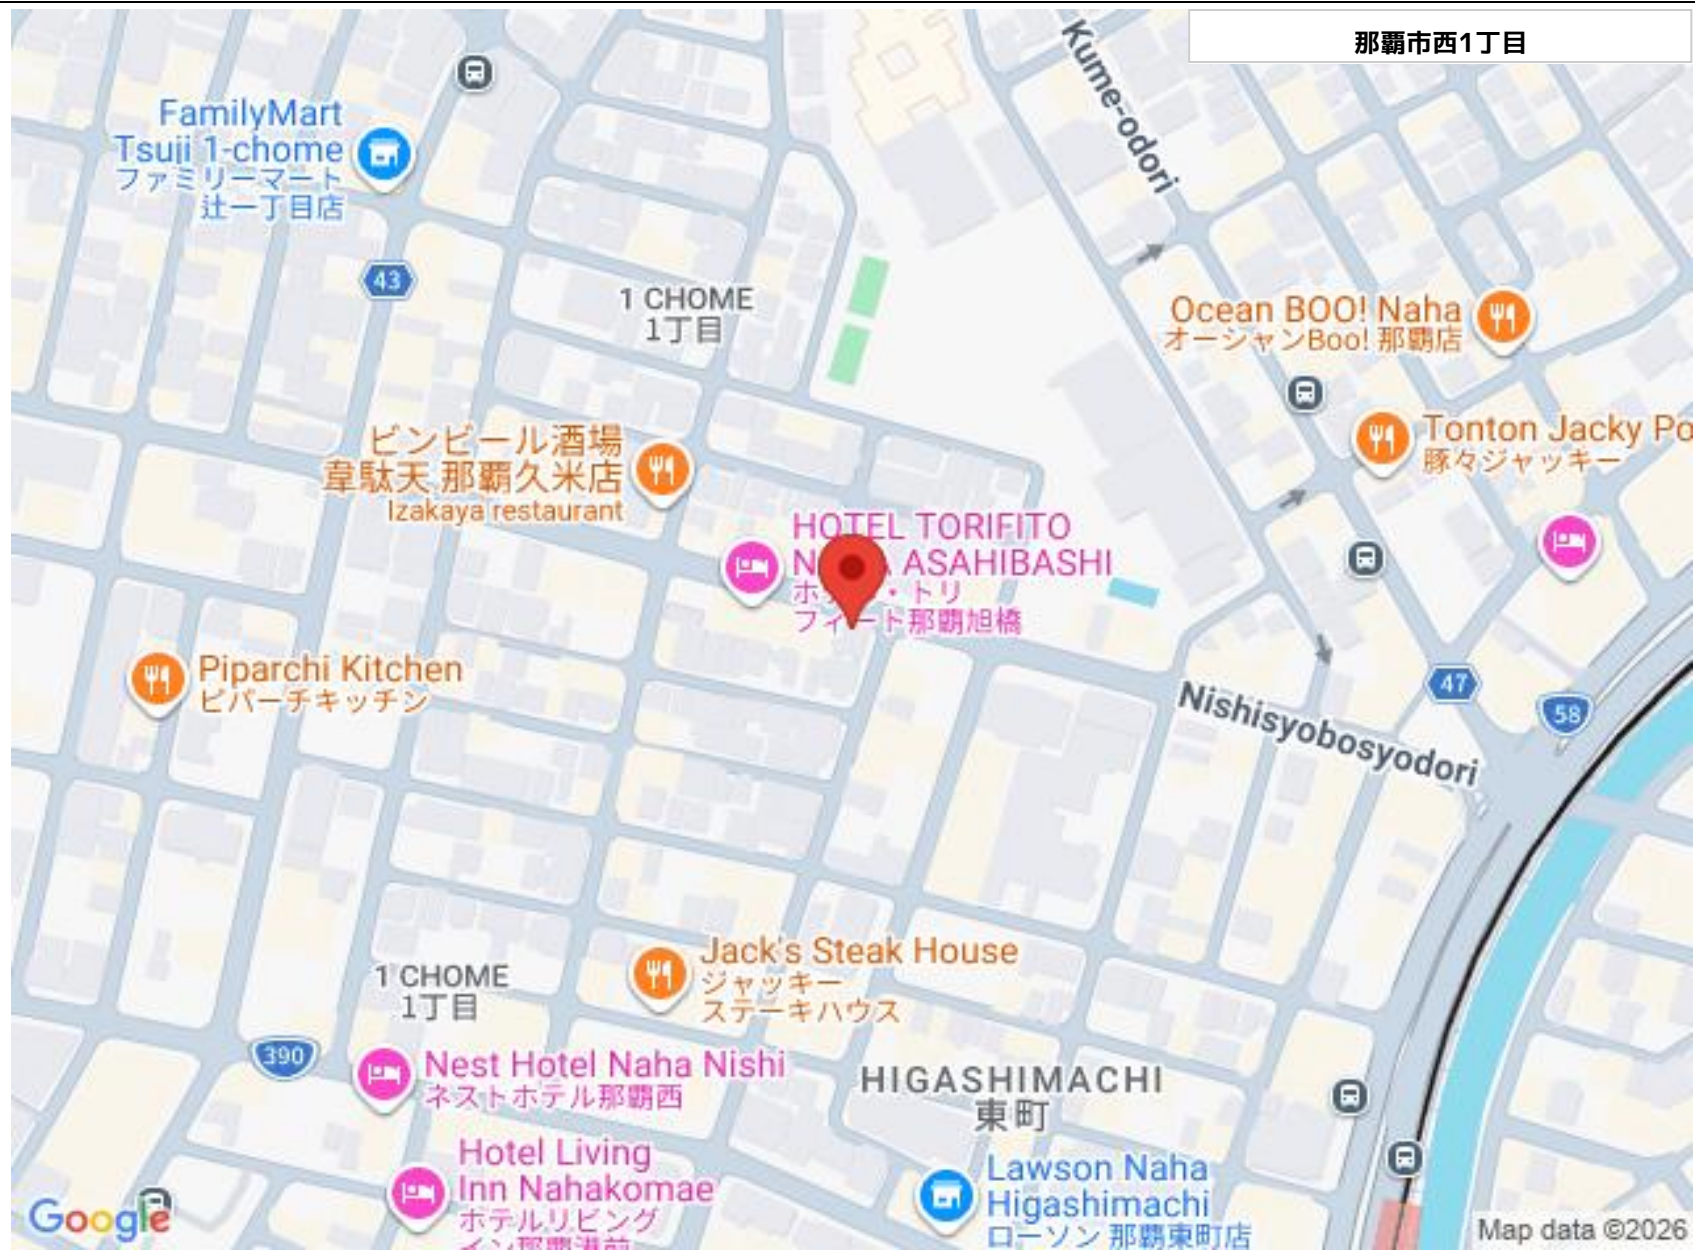 那覇市西1丁目
Kume-odori
FamilyMart
Tsuji 1-chome
ファミリーマート
辻一丁目店
43
1 CHOME
1丁目
Ocean BOO! Naha
オーシャンBoo! 那覇店
Tonton Jacky Po
豚々ジャッキー
ビンビール酒場
韋駄天 那覇久米店
Izakaya restaurant
HOTEL TORIFITO
ASAHIBASHI
・トリ
ート那覇旭橋
Piparchi Kitchen
ピパーチキッチン
47
58
Nishisyobosyodori
Jack's Steak House
ジャッキー
ステーキハウス
1 CHOME
1丁目
390
Nest Hotel Naha Nishi
ネストホテル那覇西
HIGASHIMACHI
東町
Hotel Living
Inn Nahakomae
ホテルリビング
Lawson Naha
Higashimachi
ローソン 那覇東町店
Google
Map data ©2026